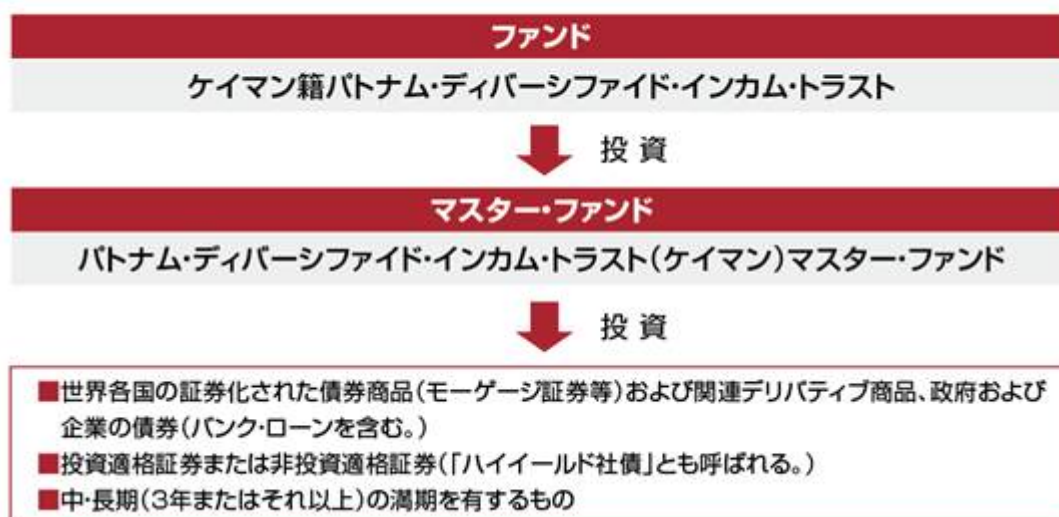 ファンド
ケイマン籍パトナム・ディバーシファイド・インカム・トラスト
投 資
マスター・ファンド
パトナム・ディバーシファイド・インカム・トラスト(ケイマン)マスター・ファンド
投 資
■世界各国の証券化された債券商品(モーゲージ証券等)および関連デリバティブ商品、政府および
企業の債券(バンク・ローンを含む。)
■投資適格証券または非投資適格証券(「ハイイールド社債」とも呼ばれる。)
■中・長期(3年またはそれ以上)の満期を有するもの